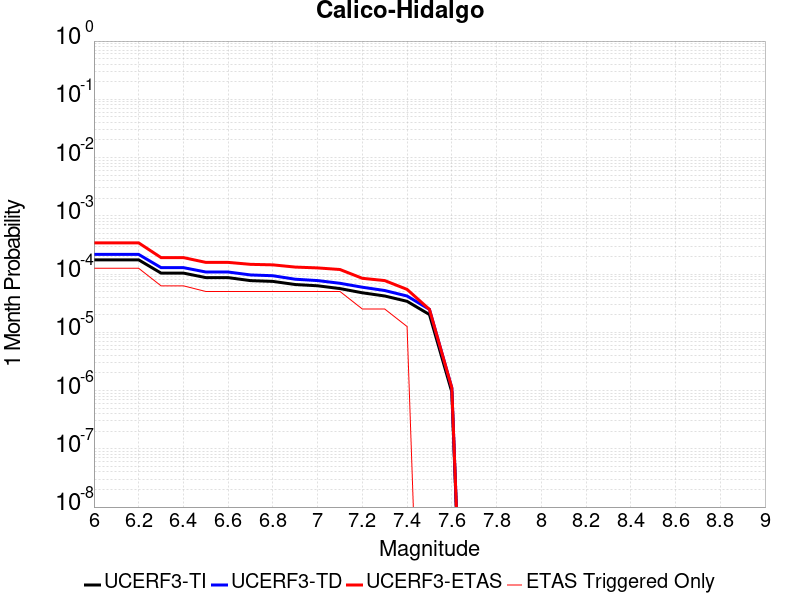 Calico-Hidalgo
10^0
10^-1
10^-2
10^-3
10^-4
10^-5
10^-6
10^-7
10^-8
1 Month Probability
6 6.2 6.4 6.6 6.8 7 7.2 7.4 7.6 7.8 8 8.2 8.4 8.6 8.8 9
Magnitude
UCERF3-TI UCERF3-TD UCERF3-ETAS ETAS Triggered Only